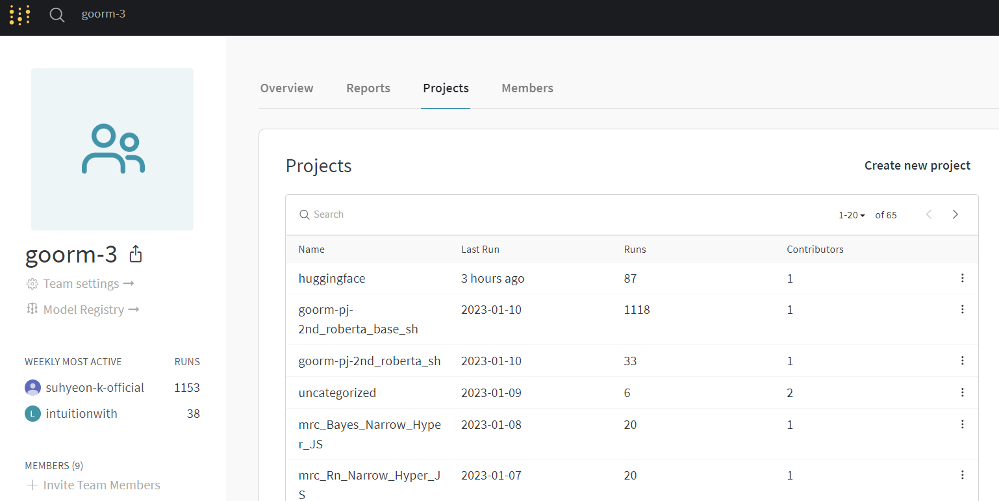 goorm-3
Overview Reports Projects Members
Projects
Create new project
Search
1-20 of 65
Name Last Run Runs Contributors
huggingface 3 hours ago 87 1
goorm-pj- 2023-01-10 1118 1
2nd_roberta_base_sh
goorm-pj-2nd_roberta_sh 2023-01-10 33 1
uncategorized 2023-01-09 6 2
mrc_Bayes_Narrow_Hype 2023-01-08 20 1
r_JS
mrc_Rn_Narrow_Hyper_J 2023-01-07 20 1
S
goorm-3
Team settings
Model Registry
WEEKLY MOST ACTIVE RUNS
suhyeon-k-official 1153
L intuitionwith 38
MEMBERS (9)
Invite Team Members